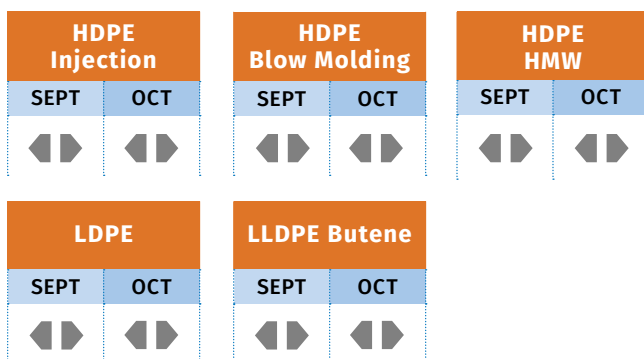 HDPE
Injection
SEPT OCT
HDPE
Blow Molding
SEPT OCT
HDPE
HMW
SEPT OCT
LDPE
SEPT OCT
LLDPE Butene
SEPT OCT